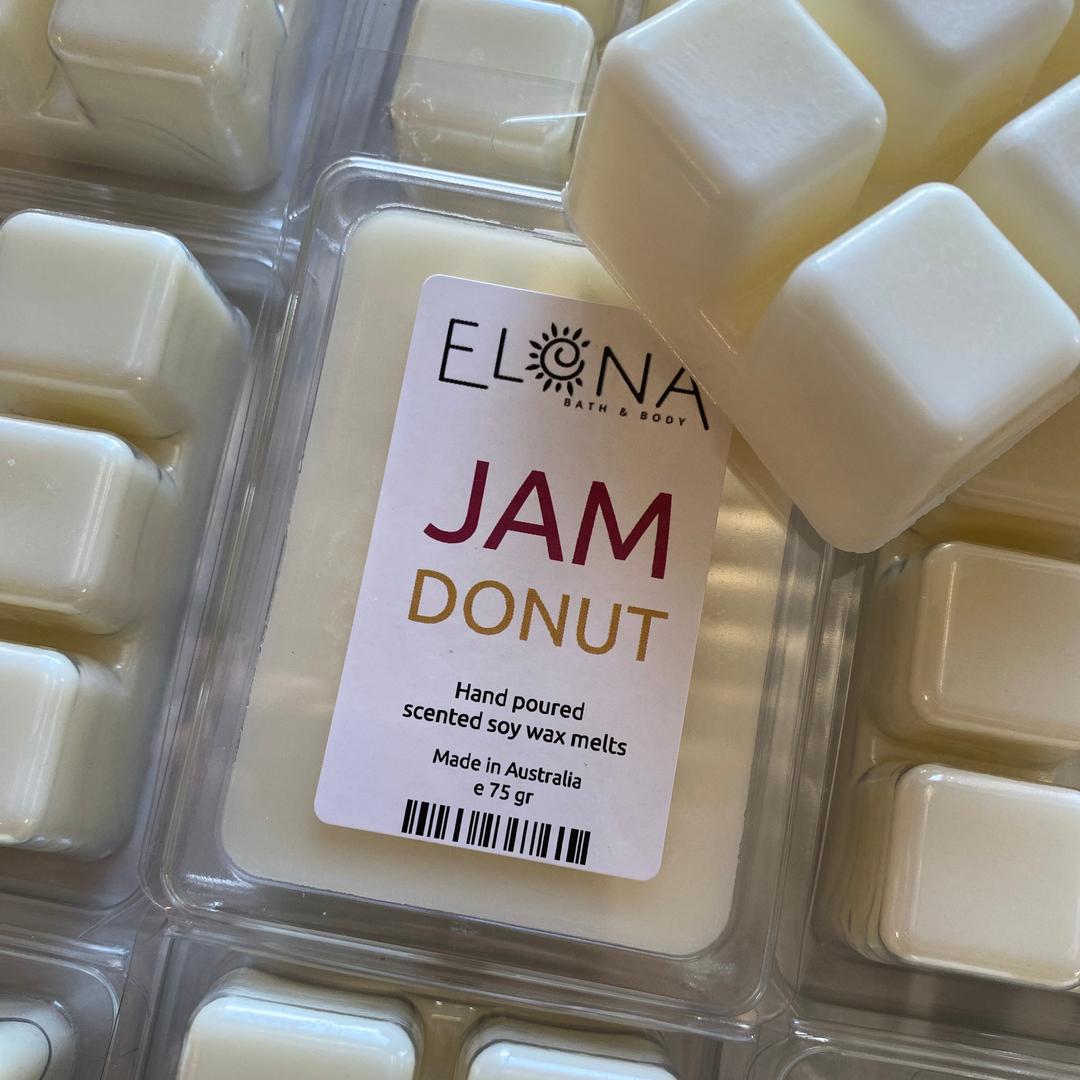 ELONA
BATH & BODY
JAM
DONUT
Hand poured
scented soy wax melts
Made in Australia
e 75 gr